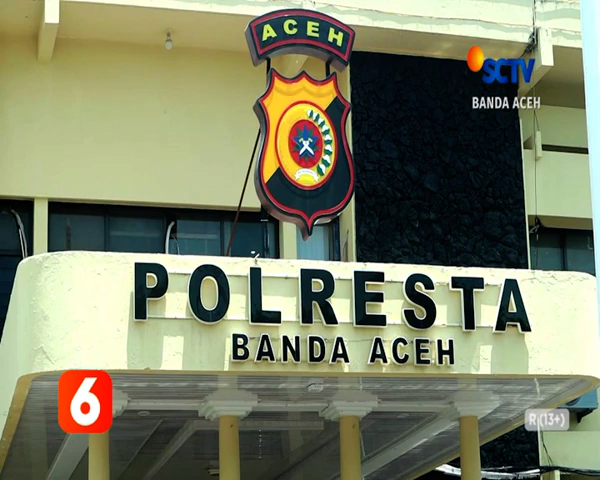 ACEH
SCTV
BANDA ACEH
POLRESTA
BANDA ACEH
6
R (13+)